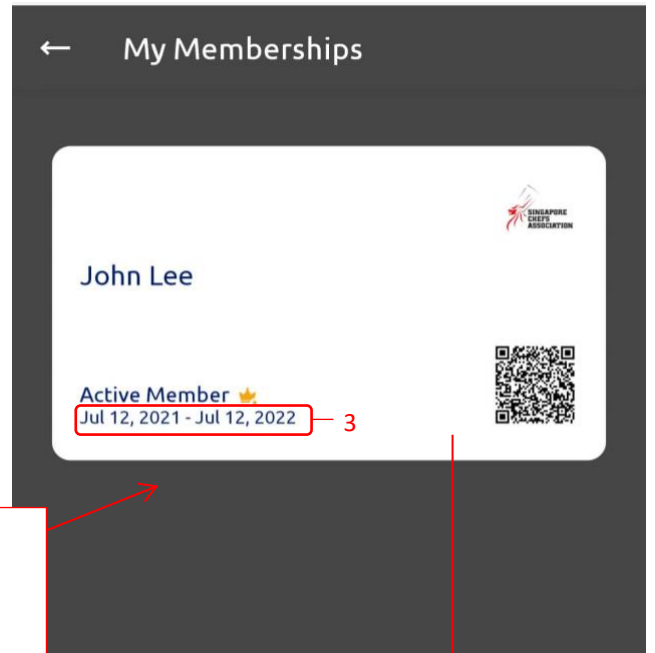 ← My Memberships
SINGAPORE
CHEFS
ASSOCIATION
John Lee
Active Member
Jul 12, 2021 - Jul 12, 2022
3